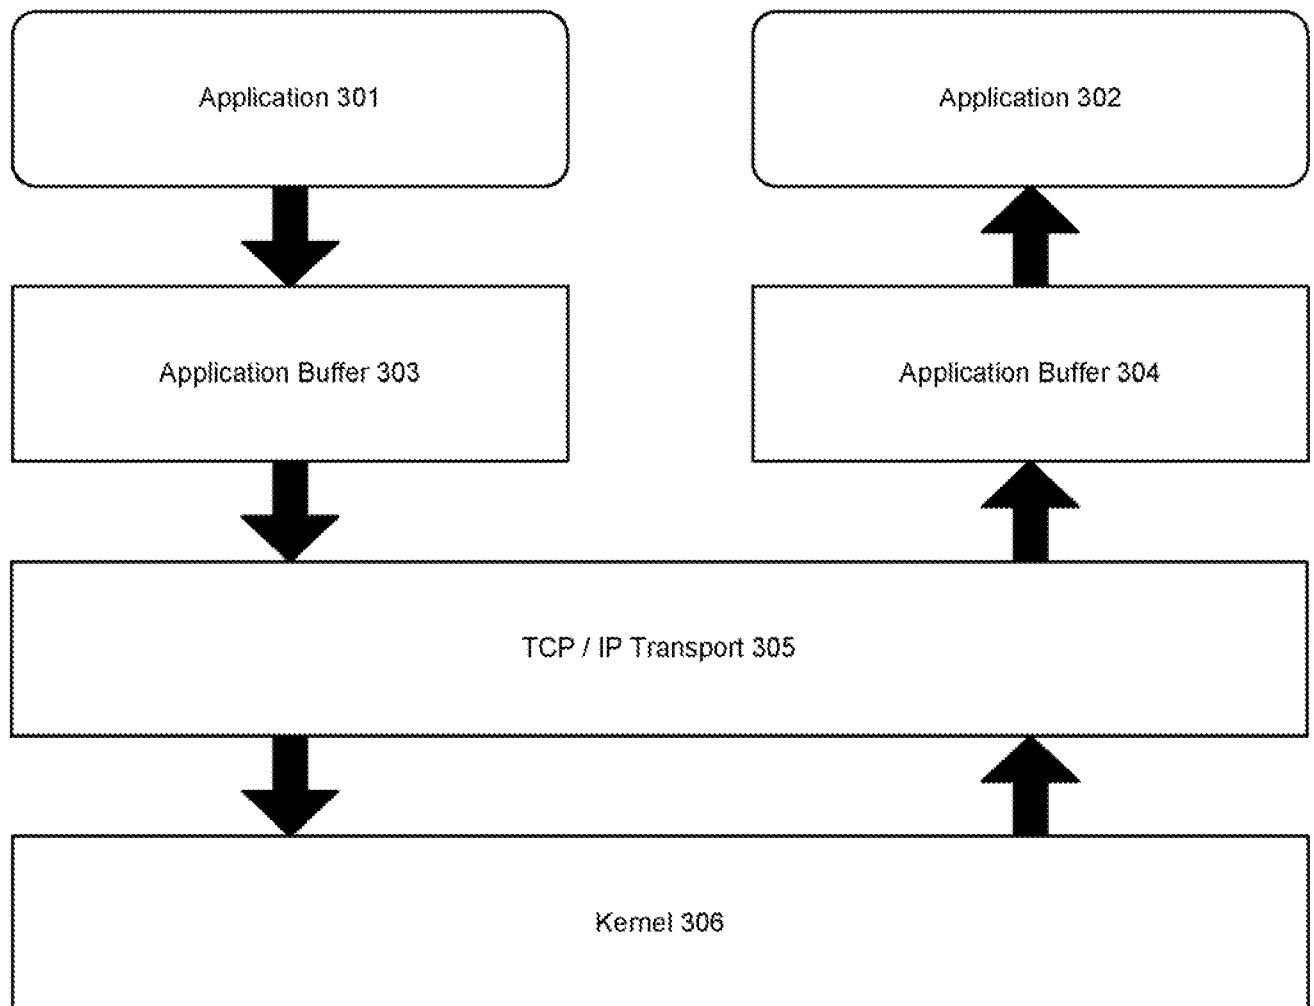 Application 301
Application 302
Application Buffer 303
Application Buffer 304
TCP / IP Transport 305
Kernel 306